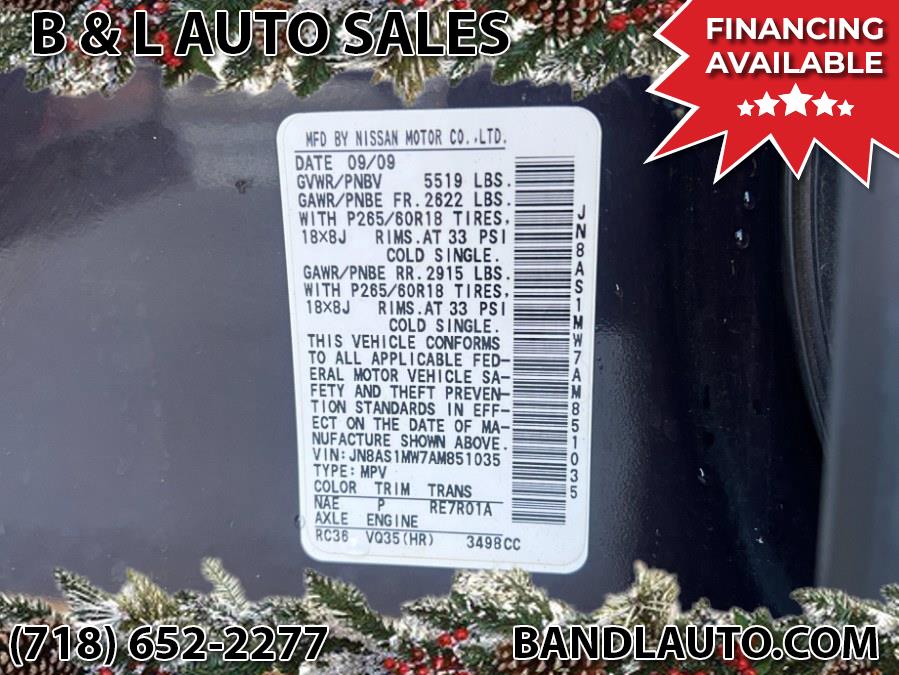 B & L AUTO SALES
FINANCING
AVAILABLE
MFD BY NISSAN MOTOR CO.,LTD.
DATE 09/09
GVWR/PNBV 5519 LBS.
GAWR/PNBE FR. 2622 LBS.
WITH P265/60R18 TIRES,
18X8J RIMS.AT 33 PSI
COLD SINGLE.
GAWR/PNBE RR. 2915 LBS.
WITH P265/60R18 TIRES,
18X8J RIMS.AT 33 PSI
COLD SINGLE.
THIS VEHICLE CONFORMS
TO ALL APPLICABLE FED-
ERAL MOTOR VEHICLE SA-
FETY AND THEFT PREVEN-
TION STANDARDS IN EFF-
ECT ON THE DATE OF MA-
NUFACTURE SHOWN ABOVE.
VIN:JN8AS1MW7AM851035
TYPE:MPV
COLOR TRIM TRANS
NAE P RE7R01A
AXLE ENGINE
RC36 VQ35(HR) 3498CC
JN8AS1MW7AM851035
(718) 652-2277
BANDLAUTO.COM